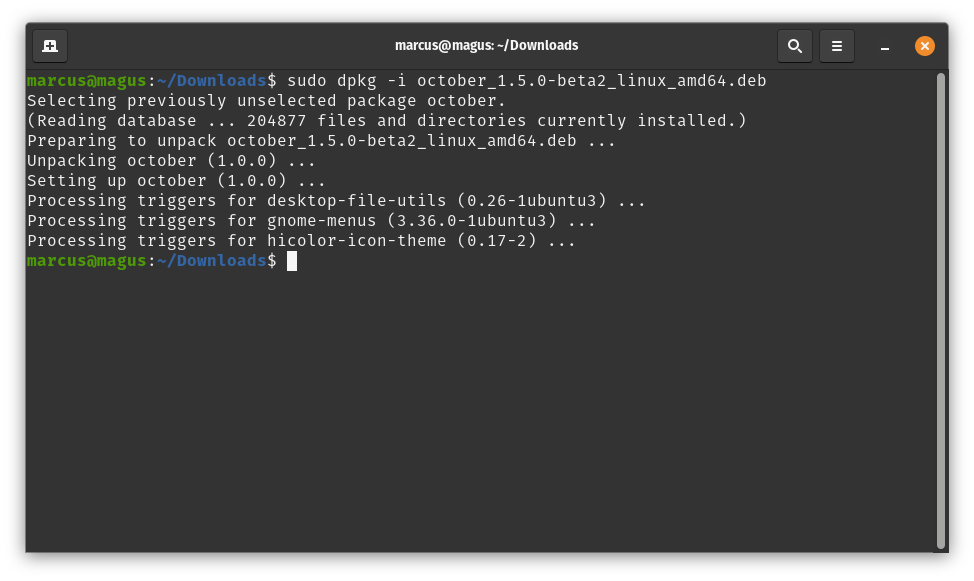 marcus@magus: ~/Downloads
marcus@magus:~/Downloads$ sudo dpkg -i october_1.5.0-beta2_linux_amd64.deb
Selecting previously unselected package october.
(Reading database ... 204877 files and directories currently installed.)
Preparing to unpack october_1.5.0-beta2_linux_amd64.deb ...
Unpacking october (1.0.0) ...
Setting up october (1.0.0) ...
Processing triggers for desktop-file-utils (0.26-1ubuntu3) ...
Processing triggers for gnome-menus (3.36.0-1ubuntu3) ...
Processing triggers for hicolor-icon-theme (0.17-2) ...
marcus@magus:~/Downloads$